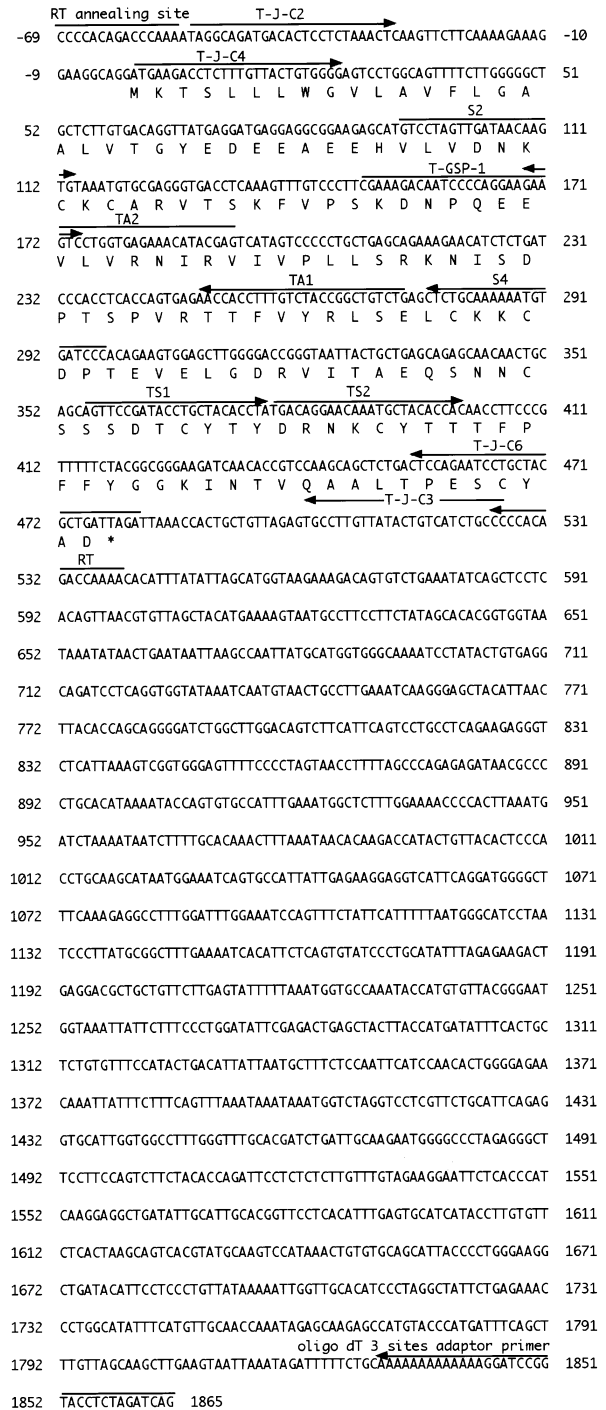 RT annealing site T-J-C2
-69 CCCCACAGACCCAAAATAGGCAGATGACACTCCTCTAAACTCAAGTTCTTCAAAAGAAAG -10
T-J-C4
-9 GAAGGCAGGATGAAGACCTCTTTGTTACTGTGGGGAGTCCTGGCAGTTTTCTTGGGGGCT 51
M K T S L L L W G V L A V F L G A
S2
52 GCTCTTGTGACAGGTTATGAGGATGAGGAGGCGGAAGAGCATGTCCTAGTTGATAACAAG 111
A L V T G Y E D E E A E E H V L V D N K
T-GSP-1
112 TGTAAATGTGCGAGGGTGACCTCAAAGTTTGTCCCTTCGAAAGACAATCCCCAGGAAGAA 171
C K C A R V T S K F V P S K D N P Q E E
TA2
172 GTCCTGGTGAGAAACATACGAGTCATAGTCCCCCTGCTGAGCAGAAAGAACATCTCTGAT 231
V L V R N I R V I V P L L S R K N I S D
TA1 S4
232 CCCACCTCACCAGTGAGAACCACCTTTGTCTACCGGCTGTCTGAGCTCTGCAAAAAATGT 291
P T S P V R T T F V Y R L S E L C K K C
292 GATCCCACAGAAGTGGAGCTTGGGGACCGGGTAATTACTGCTGAGCAGAGCAACAACTGC 351
D P T E V E L G D R V I T A E Q S N N C
TS1 TS2
352 AGCAGTTCCGATACCTGCTACACCTATGACAGGAACAAATGCTACACCACAACCTTCCCG 411
S S S D T C Y T Y D R N K C Y T T T F P
T-J-C6
412 TTTTTCTACGGCGGGAAGATCAACACCGTCCAAGCAGCTCTGACTCCAGAATCCTGCTAC 471
F F Y G G K I N T V Q A A L T P E S C Y
T-J-C3
472 GCTGATTAGATTAAACCACTGCTGTTAGAGTGCCTTGTTATACTGTCATCTGCCCCCACA 531
A D *
RT
532 GACCAAAACACATTTATATTAGCATGGTAAGAAAGACAGTGTCTGAAATATCAGCTCCTC 591
592 ACAGTTAACGTGTTAGCTACATGAAAAGTAATGCCTTCCTTCTATAGCACACGGTGGTAA 651
652 TAAATATAACTGAATAATTAAGCCAATTATGCATGGTGGGCAAAATCCTATACTGTGAGG 711
712 CAGATCCTCAGGTGGTATAAATCAATGTAACTGCCTTGAAATCAAGGGAGCTACATTAAC 771
772 TTACACCAGCAGGGGATCTGGCTTGGACAGTCTTCATTCAGTCCTGCCTCAGAAGAGGGT 831
832 CTCATTAAAGTCGGTGGGAGTTTTCCCCTAGTAACCTTTTAGCCCAGAGAGATAACGCCC 891
892 CTGCACATAAAATACCAGTGTGCCATTTGAAATGGCTCTTTGGAAAACCCCACTTAAATG 951
952 ATCTAAAATAATCTTTTGCACAAACTTTAAATAACACAAGACCATACTGTTACACTCCCA 1011
1012 CCTGCAAGCATAATGGAAATCAGTGCCATTATTGAGAAGGAGGTCATTCAGGATGGGGCT 1071
1072 TTCAAAGAGGCCTTTGGATTTGGAAATCCAGTTTCTATTCATTTTTAATGGGCATCCTAA 1131
1132 TCCCTTATGCGGCTTTGAAAATCACATTCTCAGTGTATCCCTGCATATTTAGAGAAGACT 1191
1192 GAGGACGCTGCTGTTCTTGAGTATTTTTAAATGGTGCCAAATACCATGTGTTACGGGAAT 1251
1252 GGTAAATTATTCTTTCCCTGGATATTCGAGACTGAGCTACTTACCATGATATTTCACTGC 1311
1312 TCTGTGTTTCCATACTGACATTATTAATGCTTTCTCCAATTCATCCAACACTGGGGAGAA 1371
1372 CAAATTATTTCTTTCAGTTTAAATAAATAAATGGTCTAGGTCCTCGTTCTGCATTCAGAG 1431
1432 GTGCATTGGTGGCCTTTGGGTTTGCACGATCTGATTGCAAGAATGGGGCCCTAGAGGGCT 1491
1492 TCCTTCCAGTCTTCTACACCAGATTCCTCTCTCTTGTTTGTAGAAGGAATTCTCACCCAT 1551
1552 CAAGGAGGCTGATATTGCATTGCACGGTTCCTCACATTTGAGTGCATCATACCTTGTGTT 1611
1612 CTCACTAAGCAGTCACGTATGCAAGTCCATAAACTGTGTGCAGCATTACCCCTGGGAAGG 1671
1672 CTGATACATTCCTCCCTGTTATAAAAATTGGTTGCACATCCCTAGGCTATTCTGAGAAAC 1731
1732 CCTGGCATATTTCATGTTGCAACCAAATAGAGCAAGAGCCATGTACCCATGATTTCAGCT 1791
oligo dT 3 sites adaptor primer
1792 TTGTTAGCAAGCTTGAAGTAATTAAATAGATTTTTCTGCAAAAAAAAAAAAAAGGATCCGG 1851
1852 TACCTCTAGATCAG 1865